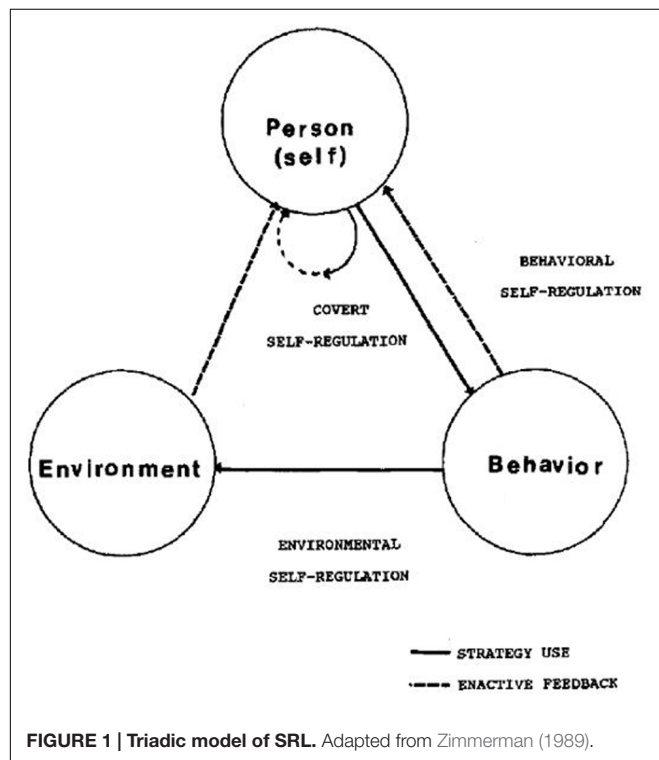 Person
(self)
BEHAVIORAL
SELF-REGULATION
COVERT
SELF-REGULATION
Environment
Behavior
ENVIRONMENTAL
SELF-REGULATION
STRATEGY USE
ENACTIVE FEEDBACK
FIGURE 1 | Triadic model of SRL. Adapted from Zimmerman (1989).